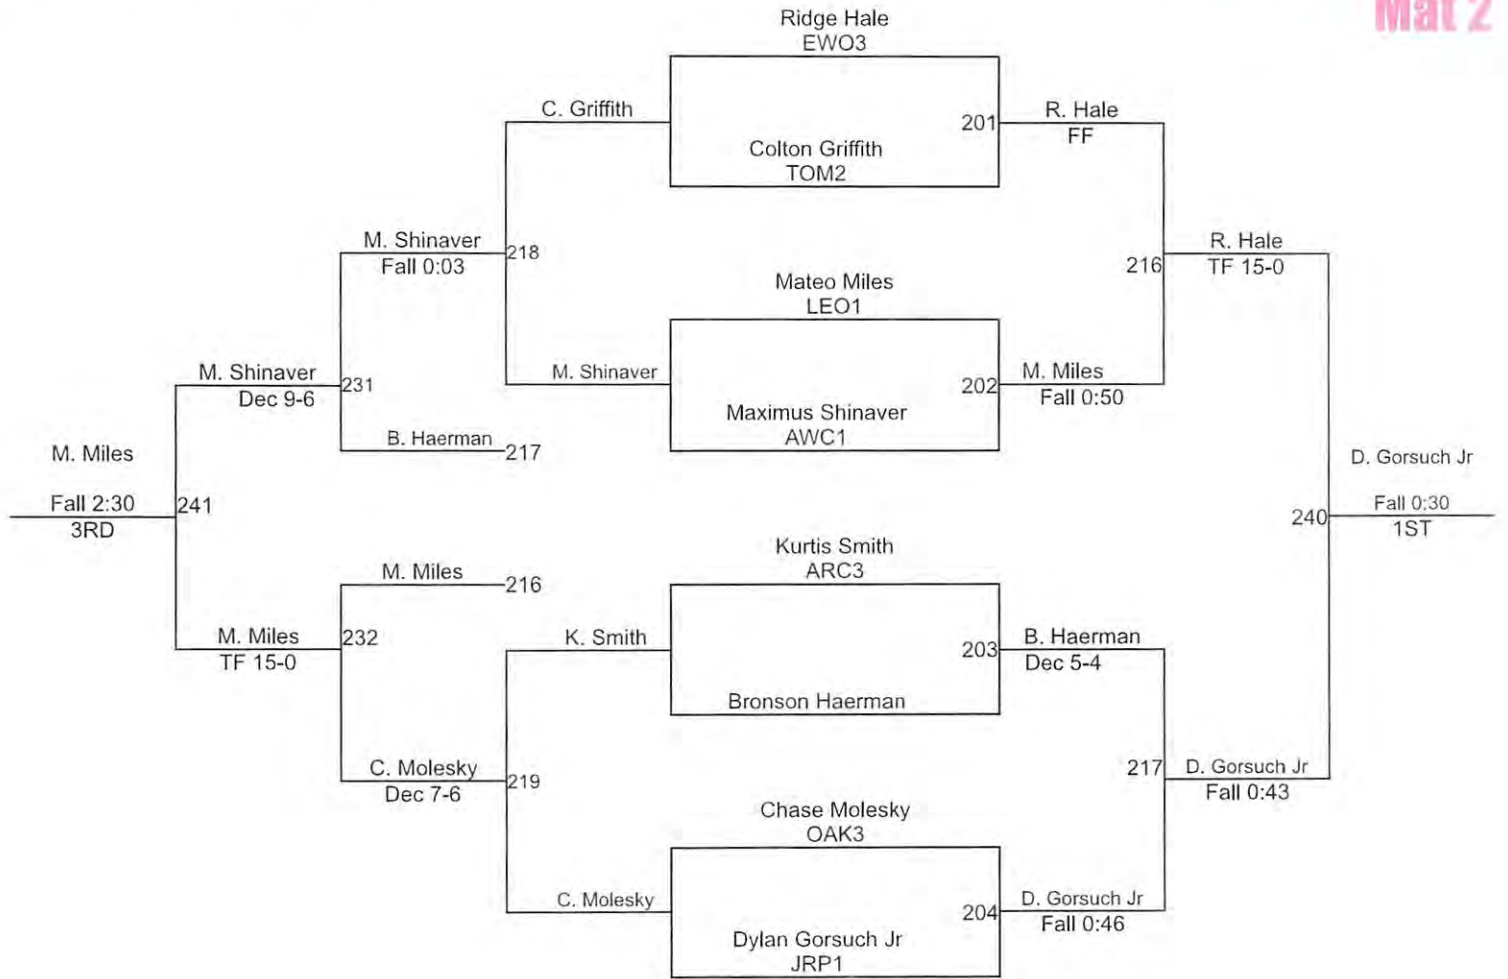 Mat 2
Ridge Hale
EWO3
C. Griffith
201
R. Hale
FF
Colton Griffith
TOM2
M. Shinaver
Fall 0:03
218
R. Hale
TF 15-0
216
Mateo Miles
LEO1
M. Shinaver
Dec 9-6
231
M. Shinaver
202
M. Miles
Fall 0:50
Maximus Shinaver
AWC1
B. Haerman
217
M. Miles
Fall 2:30
3RD
241
D. Gorsuch Jr
Fall 0:30
1ST
240
Kurtis Smith
ARC3
M. Miles
216
M. Miles
TF 15-0
232
K. Smith
203
B. Haerman
Dec 5-4
Bronson Haerman
C. Molesky
Dec 7-6
219
217
D. Gorsuch Jr
Fall 0:43
Chase Molesky
OAK3
C. Molesky
204
D. Gorsuch Jr
Fall 0:46
Dylan Gorsuch Jr
JRP1